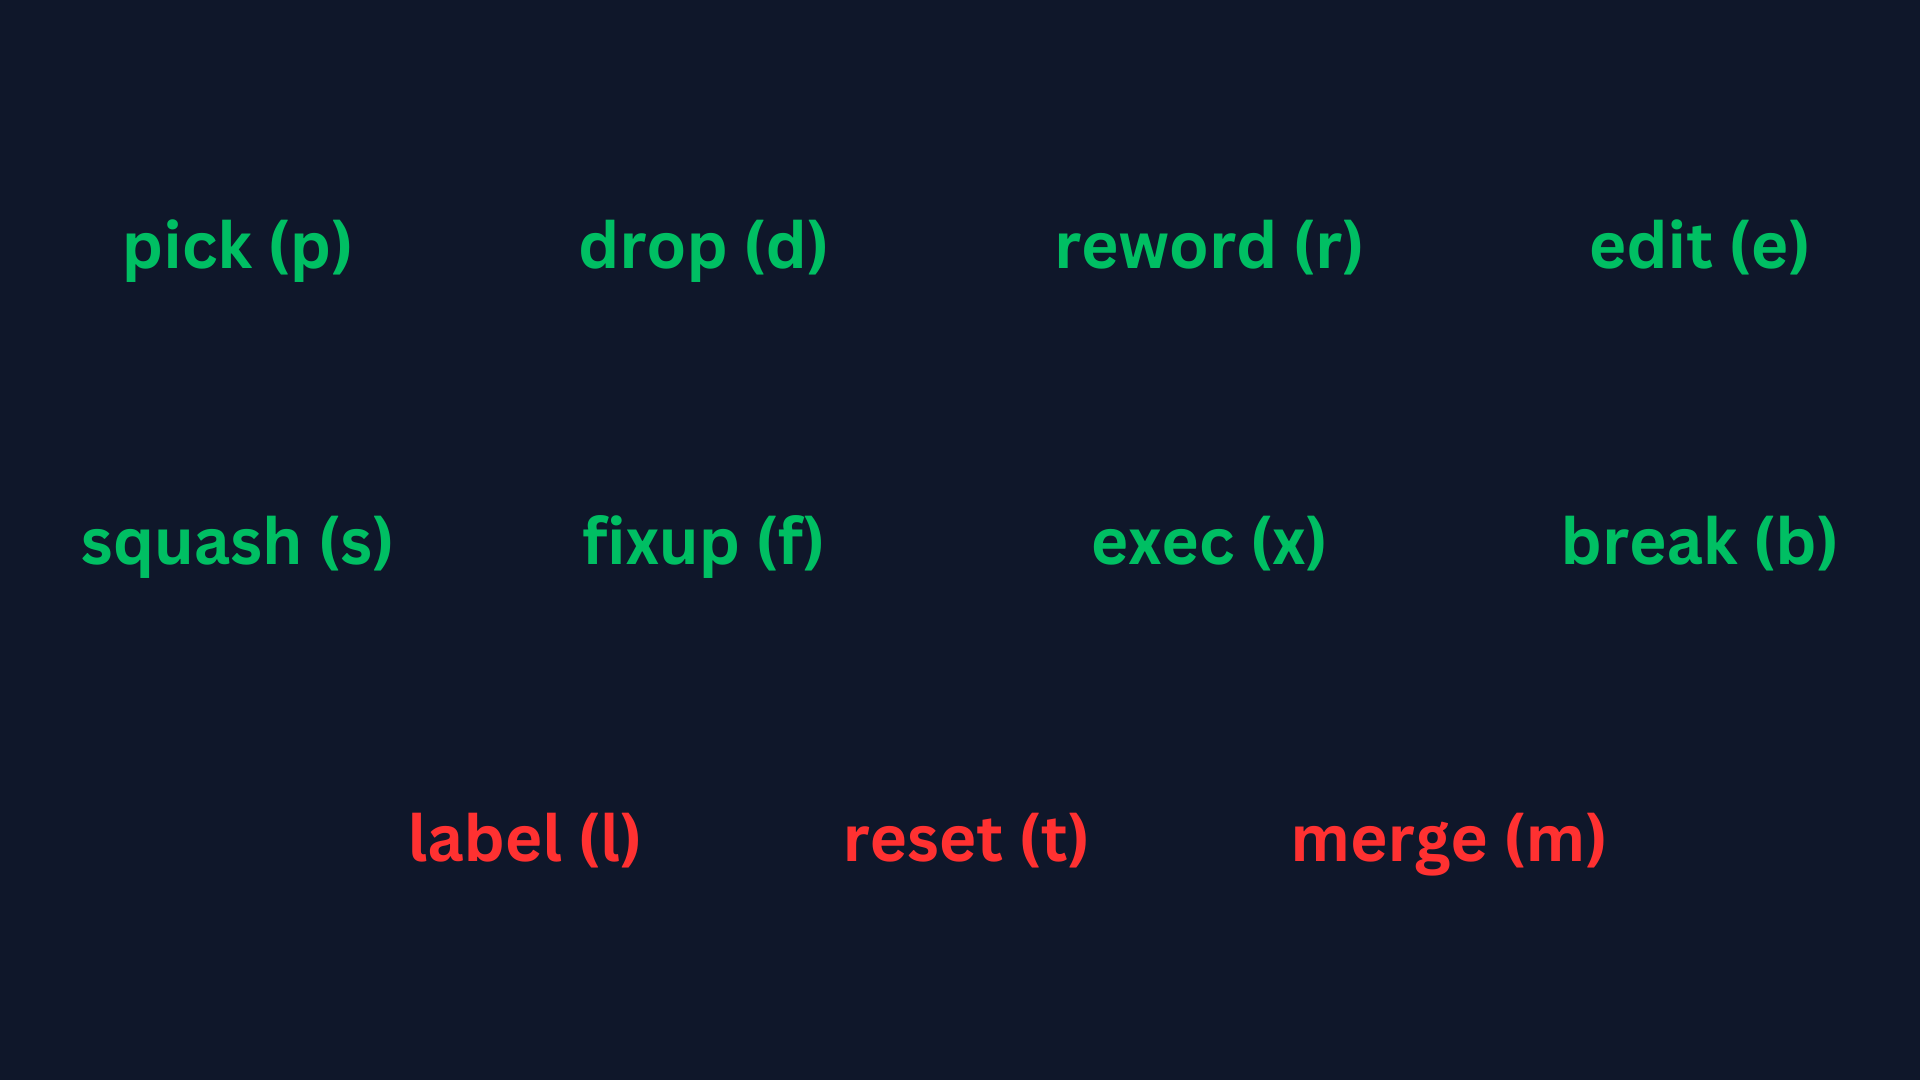 pick (p) drop (d) reword (r) edit (e)
squash (s) fixup (f) exec (x) break (b)
label (l) reset (t) merge (m)